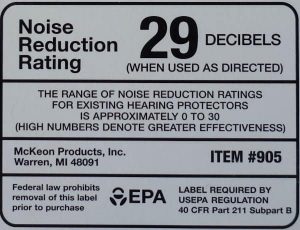 Noise
Reduction
Rating
29 DECIBELS
(WHEN USED AS DIRECTED)
THE RANGE OF NOISE REDUCTION RATINGS
FOR EXISTING HEARING PROTECTORS
IS APPROXIMATELY 0 TO 30
(HIGH NUMBERS DENOTE GREATER EFFECTIVENESS)
McKeon Products, Inc.
Warren, MI 48091
ITEM #905
Federal law prohibits
removal of this label
prior to purchase
EPA
LABEL REQUIRED BY
USEPA REGULATION
40 CFR Part 211 Subpart B